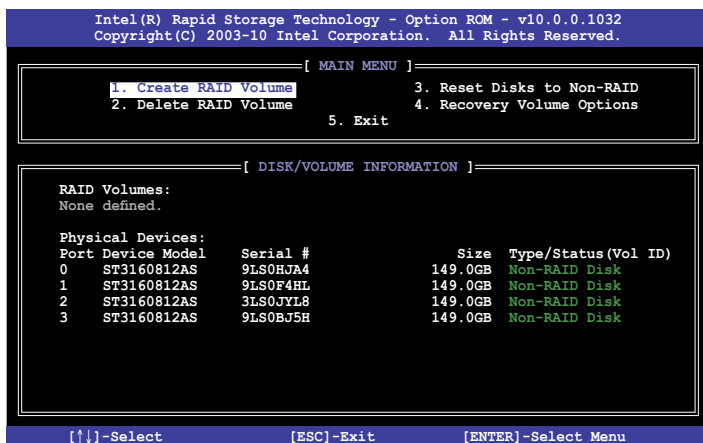 Intel(R) Rapid Storage Technology - Option ROM - v10.0.0.1032
Copyright(C) 2003-10 Intel Corporation. All Rights Reserved.
[ MAIN MENU ]
1. Create RAID Volume 3. Reset Disks to Non-RAID
2. Delete RAID Volume 4. Recovery Volume Options
5. Exit
[ DISK/VOLUME INFORMATION ]
RAID Volumes:
None defined.
Physical Devices:
Port Device Model Serial # Size Type/Status(Vol ID)
0 ST3160812AS 9LS0HJA4 149.0GB Non-RAID Disk
1 ST3160812AS 9LS0F4HL 149.0GB Non-RAID Disk
2 ST3160812AS 3LS0JYL8 149.0GB Non-RAID Disk
3 ST3160812AS 9LS0BJ5H 149.0GB Non-RAID Disk
[↑↓]-Select [ESC]-Exit [ENTER]-Select Menu